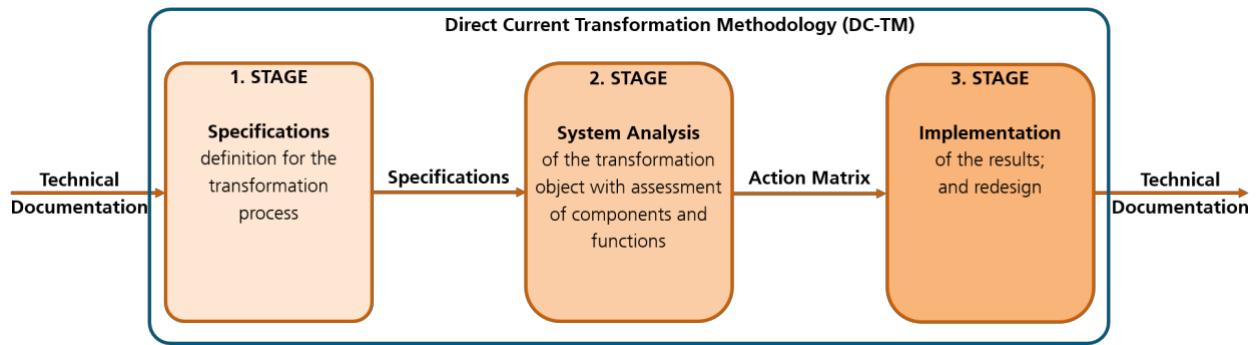 Direct Current Transformation Methodology (DC-TM)
Technical
Documentation
1. STAGE
Specifications
definition for the
transformation
process
Specifications
2. STAGE
System Analysis
of the transformation
object with assessment
of components and
functions
Action Matrix
3. STAGE
Implementation
of the results;
and redesign
Technical
Documentation